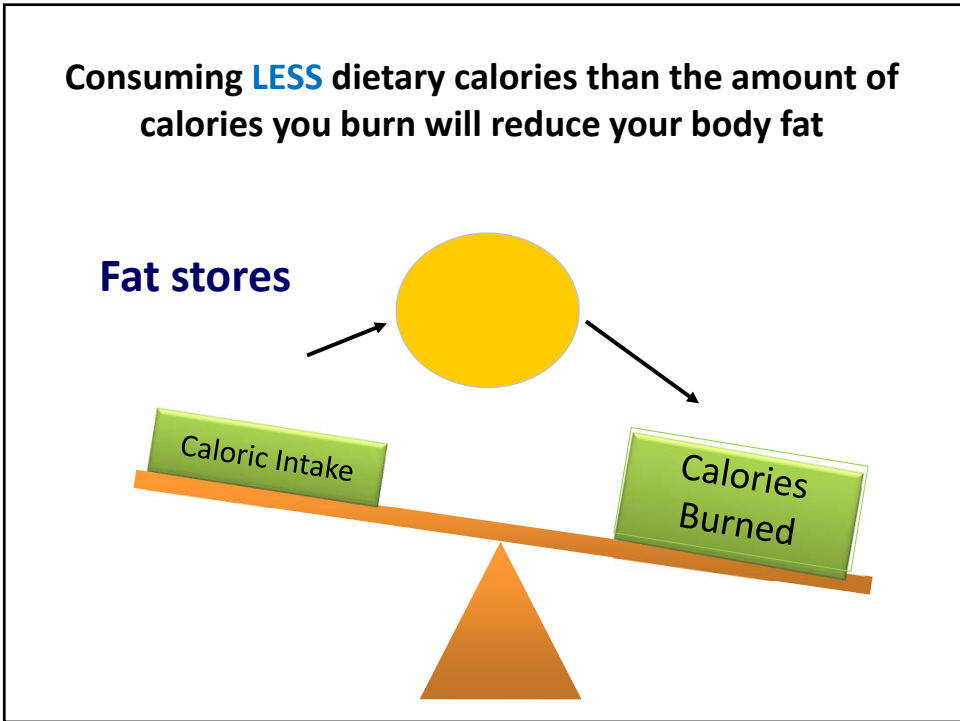 Consuming LESS dietary calories than the amount of
calories you burn will reduce your body fat
Fat stores
Caloric Intake
Calories
Burned